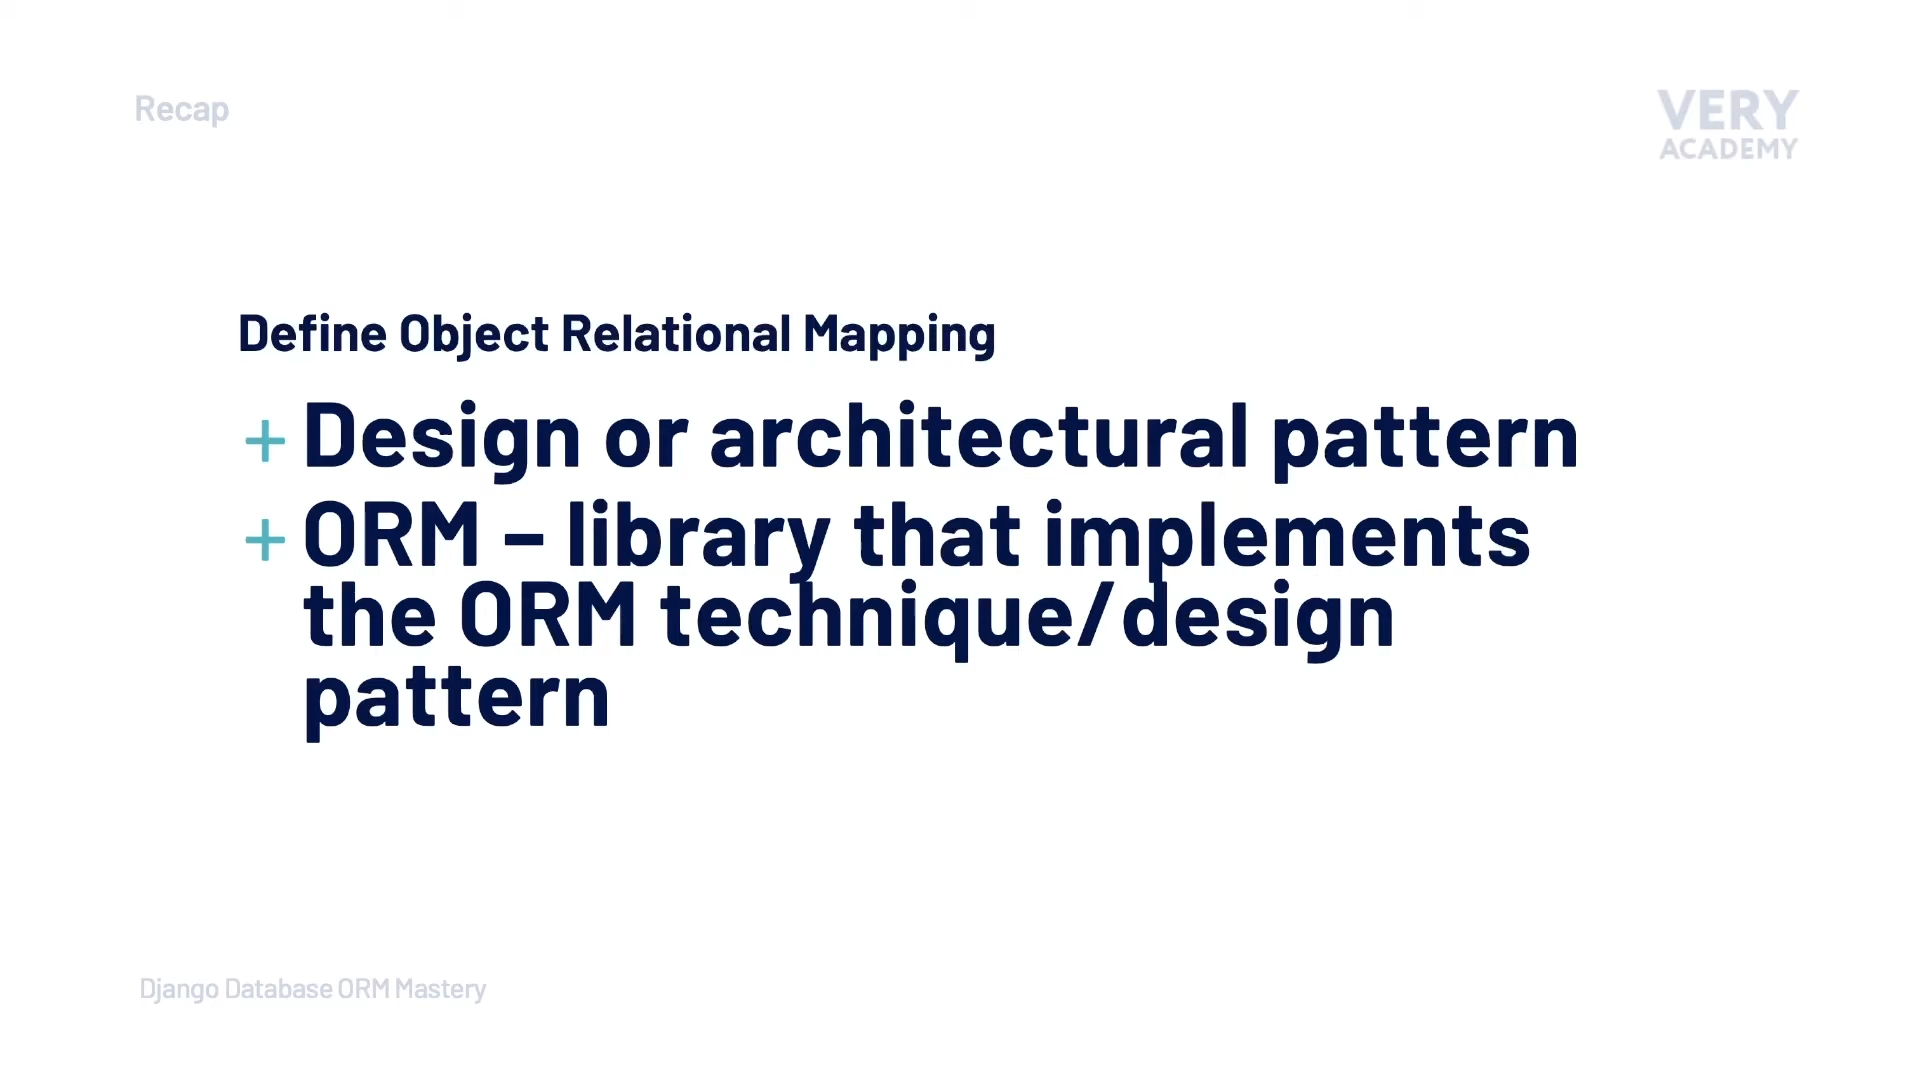 Recap
VERY
ACADEMY
Define Object Relational Mapping
+ Design or architectural pattern
+ ORM – library that implements
the ORM technique/design
pattern
Django Database ORM Mastery